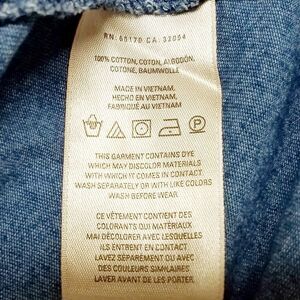 RN: 65170 CA: 32054
100% COTTON, COTON, ALGODÓN,
COTONE, BAUMWOLLE
MADE IN VIETNAM,
HECHO EN VIETNAM,
FABRIQUÉ AU VIETNAM
THIS GARMENT CONTAINS DYE
WHICH MAY DISCOLOR MATERIALS
WITH WHICH IT COMES IN CONTACT
WASH SEPARATELY OR WITH LIKE COLORS
WASH BEFORE WEAR.
CE VÊTEMENT CONTIENT DES
COLORANTS QUI MATÉRIAUX
MAI DÉCOLORER AVEC LESQUELLES
ILS ENTRENT EN CONTACT
LAVEZ SÉPARÉMENT OU AVEC
DES COULEURS SIMILAIRES
LAVER AVANT DE PORTER.